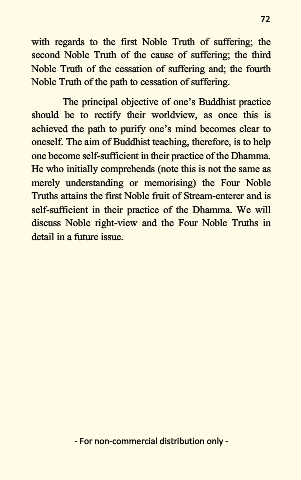 72
with regards to the first Noble Truth of suffering; the
second Noble Truth of the cause of suffering; the third
Noble Truth of the cessation of suffering and; the fourth
Noble Truth of the path to cessation of suffering.
The principal objective of one’s Buddhist practice
should be to rectify their worldview, as once this is
achieved the path to purify one’s mind becomes clear to
oneself. The aim of Buddhist teaching, therefore, is to help
one become self-sufficient in their practice of the Dhamma.
He who initially comprehends (note this is not the same as
merely understanding or memorising) the Four Noble
Truths attains the first Noble fruit of Stream-enterer and is
self-sufficient in their practice of the Dhamma. We will
discuss Noble right-view and the Four Noble Truths in
detail in a future issue.
- For non-commercial distribution only -